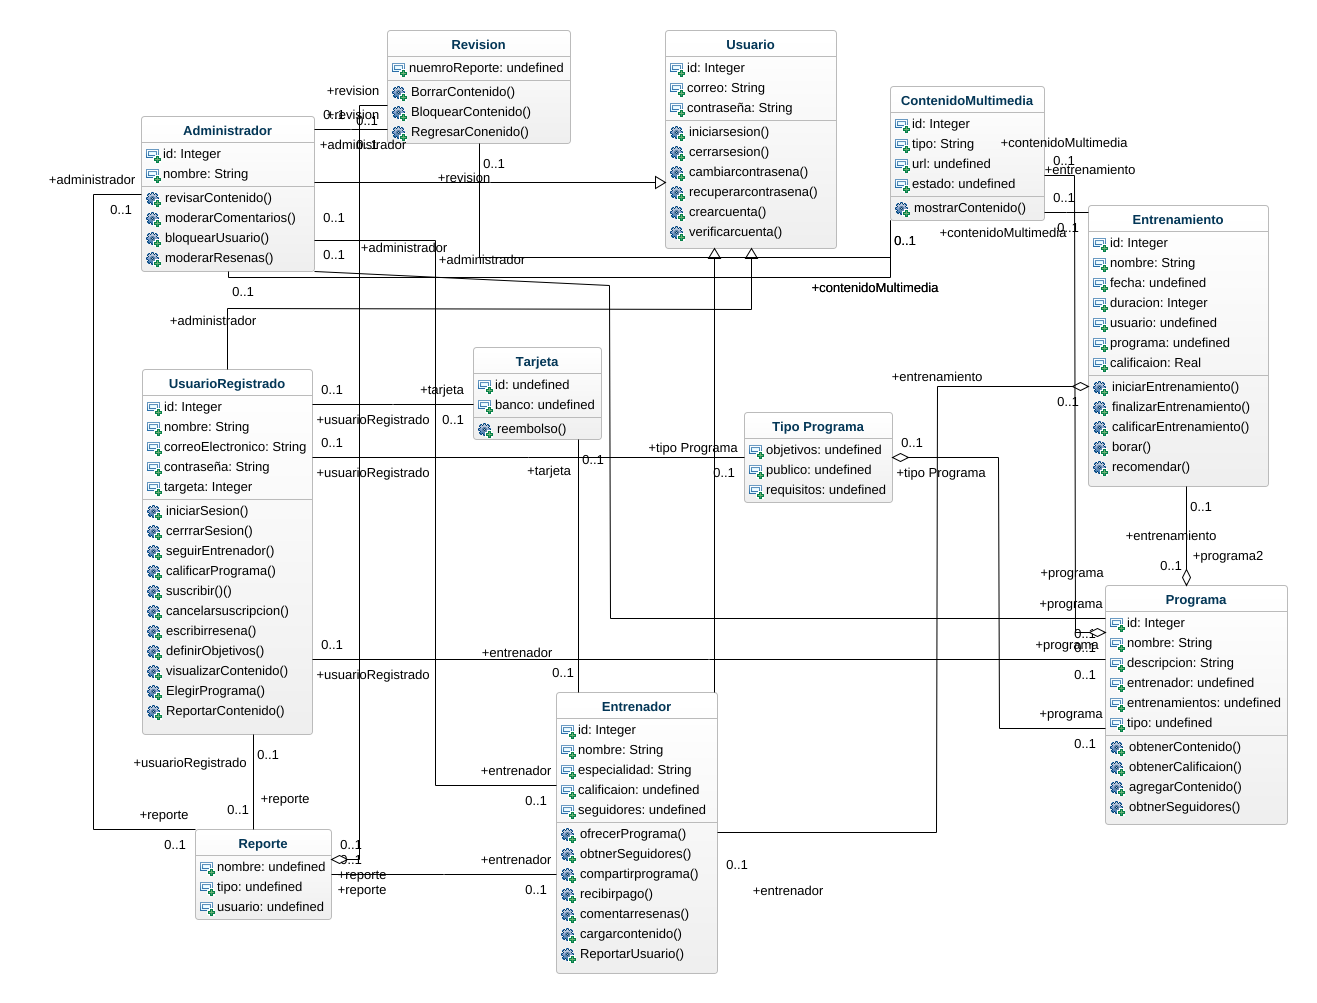 Revision
nuemroReporte: undefined
BorrarContenido()
BloquearContenido()
RegresarConenido()
Usuario
id: Integer
correo: String
contraseña: String
iniciarsesion()
cerrarsesion()
cambiarcontrasena()
recuperarcontrasena()
crearcuenta()
verificarcuenta()
ContenidoMultimedia
id: Integer
tipo: String
url: undefined
estado: undefined
mostrarContenido()
Administrador
id: Integer
nombre: String
revisarContenido()
moderarComentarios()
bloquearUsuario()
moderarResenas()
+revision
0..1
+revision
0..1
+administrador
0..1
+administrador
0..1
0..1
+revision
0..1
+administrador
0..1
+administrador
0..1
+administrador
+contenidoMultimedia
0..1
+entrenamiento
0..1
+contenidoMultimedia
0..1
0..1
+contenidoMultimedia
Entrenamiento
id: Integer
nombre: String
fecha: undefined
duracion: Integer
usuario: undefined
programa: undefined
calificaion: Real
iniciarEntrenamiento()
finalizarEntrenamiento()
calificarEntrenamiento()
borar()
recomendar()
UsuarioRegistrado
id: Integer
nombre: String
correoElectronico: String
contraseña: String
targeta: Integer
iniciarSesion()
cerrrarSesion()
seguirEntrenador()
calificarPrograma()
suscribir()()
cancelarsuscripcion()
escribirresena()
definirObjetivos()
visualizarContenido()
ElegirPrograma()
ReportarContenido()
Tarjeta
id: undefined
banco: undefined
reembolso()
0..1
+tarjeta
+usuarioRegistrado
0..1
0..1
+usuarioRegistrado
+tarjeta
0..1
+tipo Programa
0..1
Tipo Programa
objetivos: undefined
publico: undefined
requisitos: undefined
0..1
+tipo Programa
+entrenamiento
0..1
0..1
+entrenamiento
+programa2
0..1
+programa
+programa
0..1
+programa
0..1
0..1
+programa
0..1
Programa
id: Integer
nombre: String
descripcion: String
entrenador: undefined
entrenamientos: undefined
tipo: undefined
obtenerContenido()
obtenerCalificaion()
agregarContenido()
obtnerSeguidores()
0..1
+usuarioRegistrado
+entrenador
0..1
Entrenador
id: Integer
nombre: String
especialidad: String
calificaion: undefined
seguidores: undefined
ofrecerPrograma()
obtnerSeguidores()
compartirprograma()
recibirpago()
comentarresenas()
cargarcontenido()
ReportarUsuario()
+entrenador
0..1
+entrenador
0..1
0..1
+entrenador
0..1
+usuarioRegistrado
+reporte
0..1
+reporte
0..1
Reporte
nombre: undefined
tipo: undefined
usuario: undefined
0..1
0..1
+reporte
+reporte